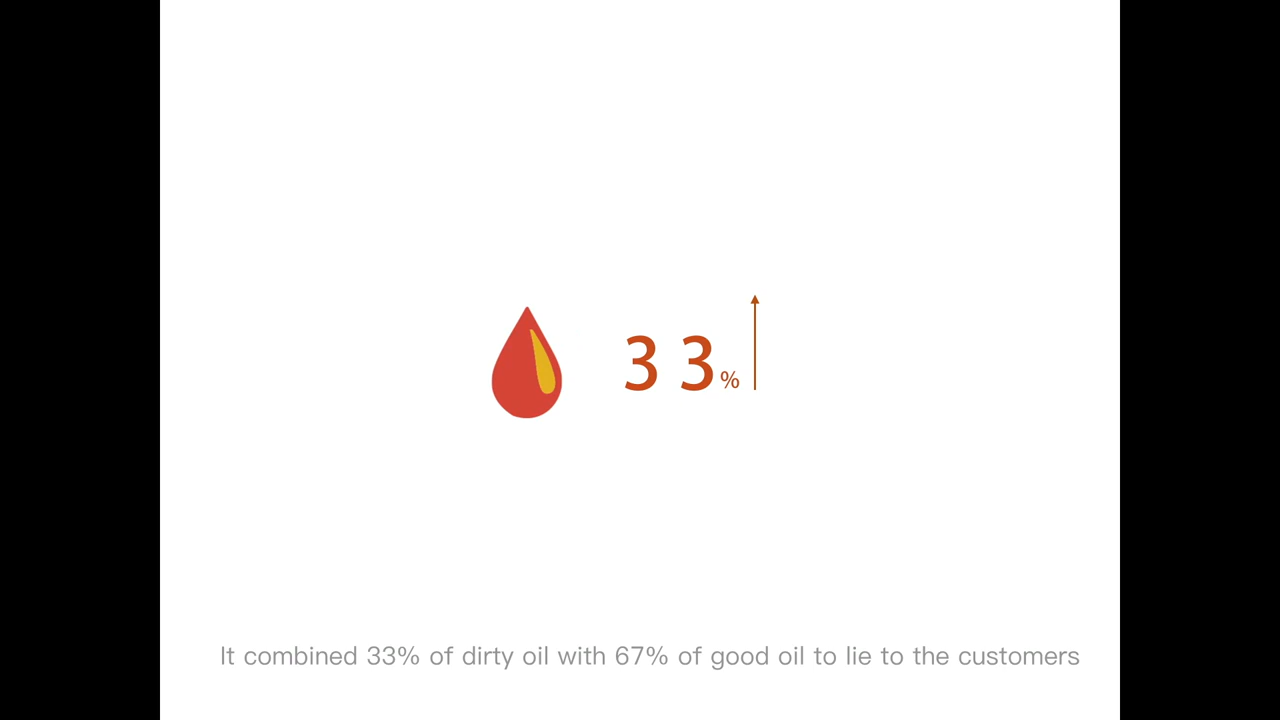 33%
It combined 33% of dirty oil with 67% of good oil to lie to the customers